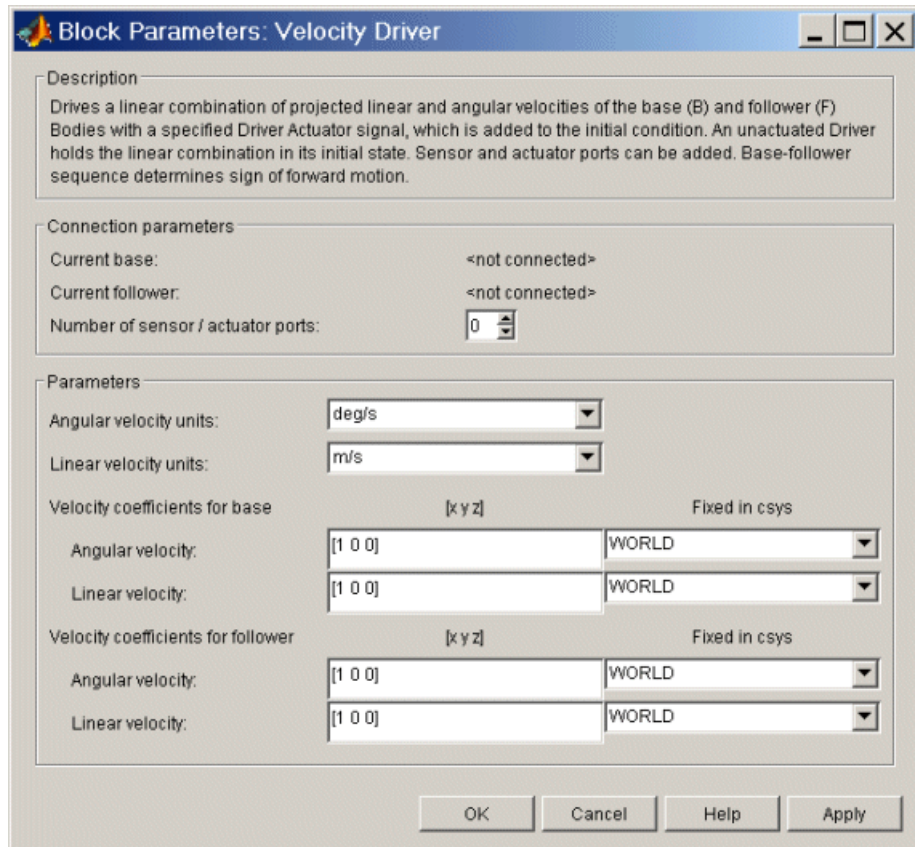 Block Parameters: Velocity Driver
Description
Drives a linear combination of projected linear and angular velocities of the base (B) and follower (F)
Bodies with a specified Driver Actuator signal, which is added to the initial condition. An unactuated Driver
holds the linear combination in its initial state. Sensor and actuator ports can be added. Base-follower
sequence determines sign of forward motion.
Connection parameters
Current base: <not connected>
Current follower: <not connected>
Number of sensor / actuator ports: 0
Parameters
Angular velocity units: deg/s
Linear velocity units: m/s
Velocity coefficients for base [x y z] Fixed in csys
Angular velocity: [1 0 0] WORLD
Linear velocity: [1 0 0] WORLD
Velocity coefficients for follower [x y z] Fixed in csys
Angular velocity: [1 0 0] WORLD
Linear velocity: [1 0 0] WORLD
OK Cancel Help Apply